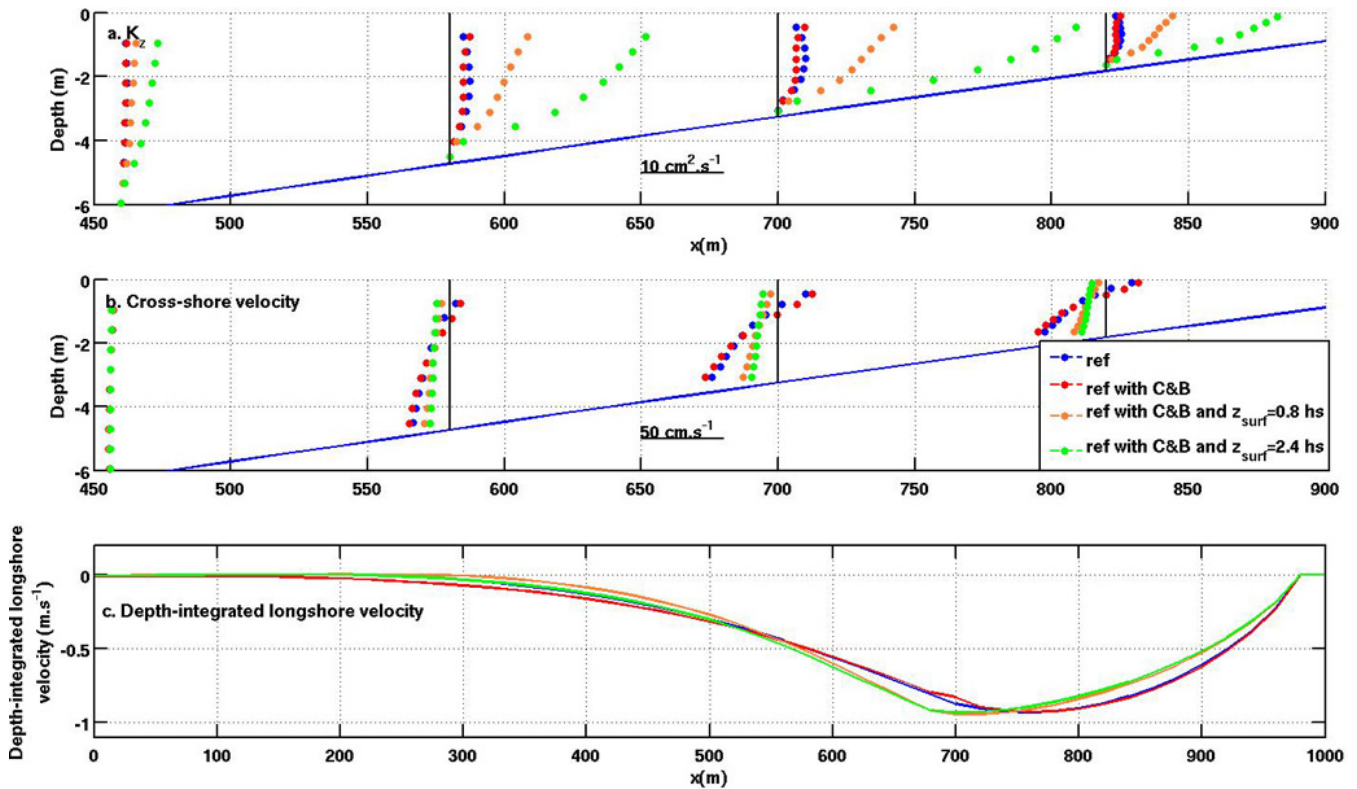 a. Kz
Depth (m)
0
-2
-4
-6
10 cm².s⁻¹
450 500 550 600 650 700 750 800 850 900
x(m)
b. Cross-shore velocity
Depth (m)
0
-2
-4
-6
50 cm.s⁻¹
ref
ref with C&B
ref with C&B and zsurf=0.8 hs
ref with C&B and zsurf=2.4 hs
450 500 550 600 650 700 750 800 850 900
Depth-integrated longshore
velocity (m.s⁻¹)
0
-0.5
-1
c. Depth-integrated longshore velocity
0 100 200 300 400 500 600 700 800 900 1000
x(m)